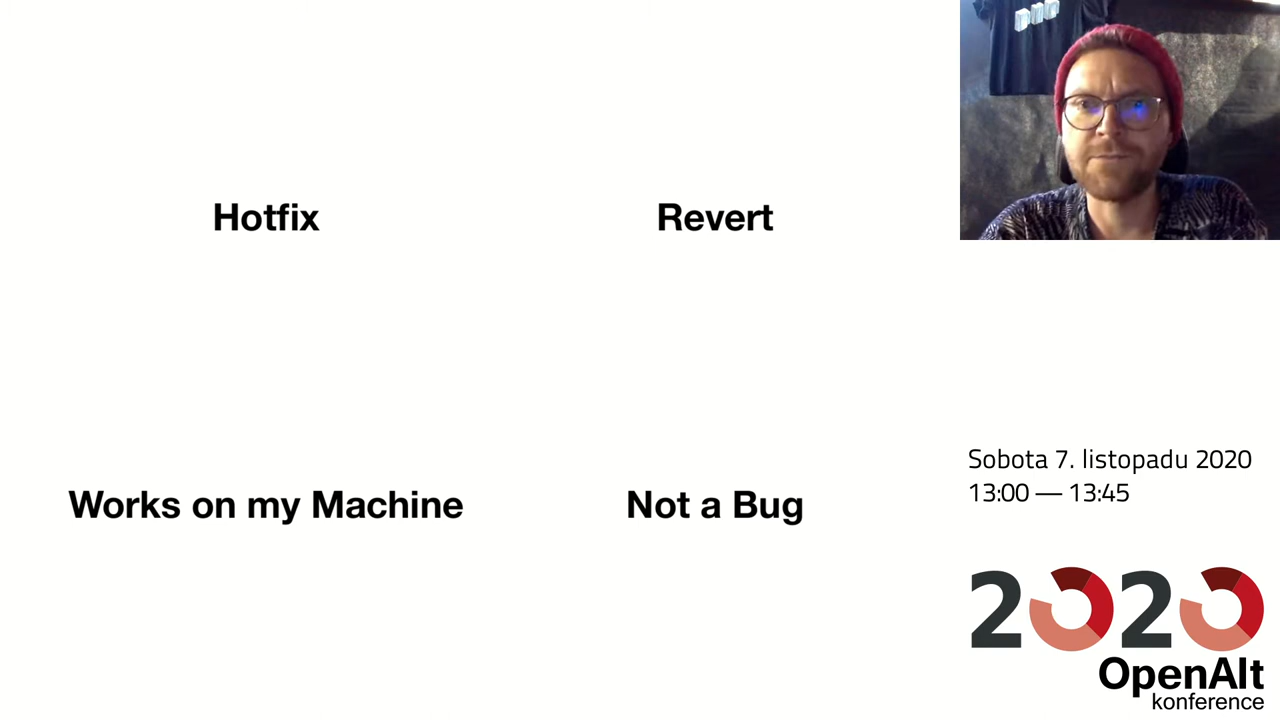 Hotfix
Revert
Works on my Machine
Not a Bug
Sobota 7. listopadu 2020
13:00 — 13:45
2020
OpenAlt
konference